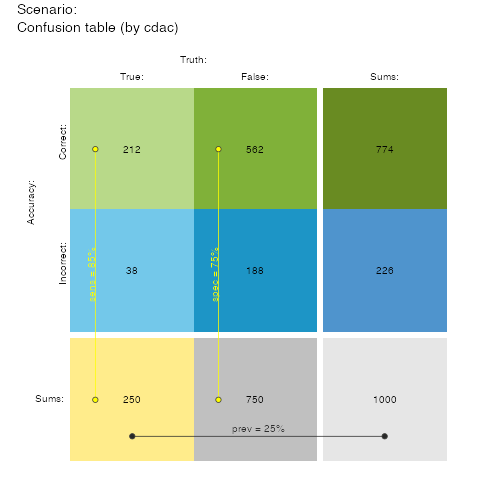 Scenario:
Confusion table (by cdac)
Truth:
True: False: Sums:
Accuracy:
Correct:
212 562 774
Incorrect:
sens = 85%
spec = 75%
38 188 226
Sums:
250 750 1000
prev = 25%